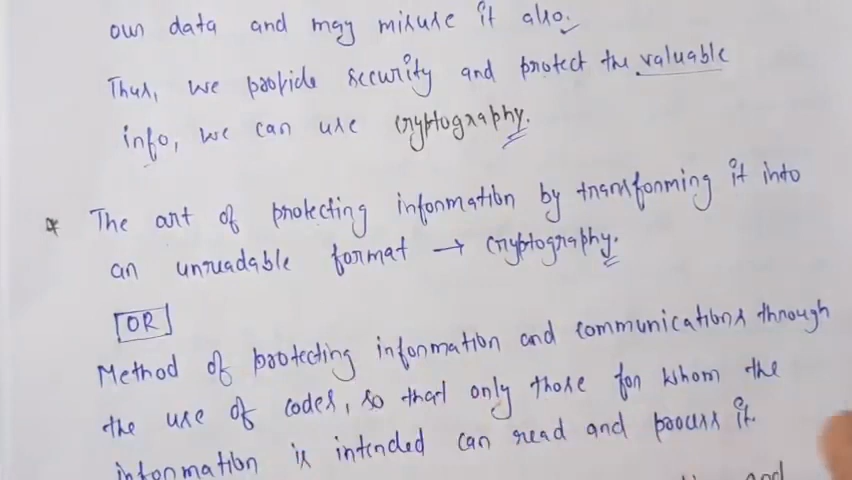 our data and may misuse it also.
Thus, we provide security and protect the valuable
info, we can use cryptography.
* The art of protecting information by transforming it into
an unreadable format → cryptography.
[OR]
Method of protecting information and communications through
the use of codes, so that only those for whom the
information is intended can read and process it.
and